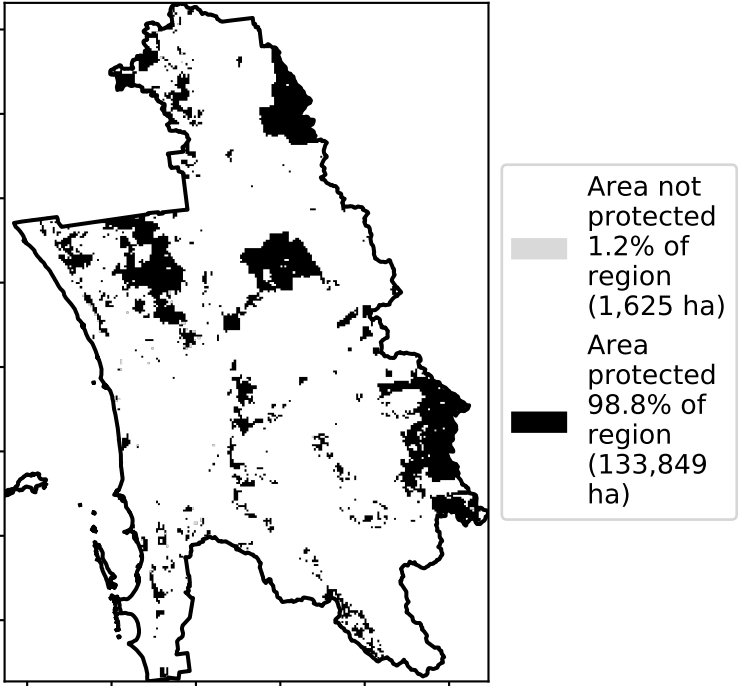 Area not
protected
1.2% of
region
(1,625 ha)
Area
protected
98.8% of
region
(133,849
ha)